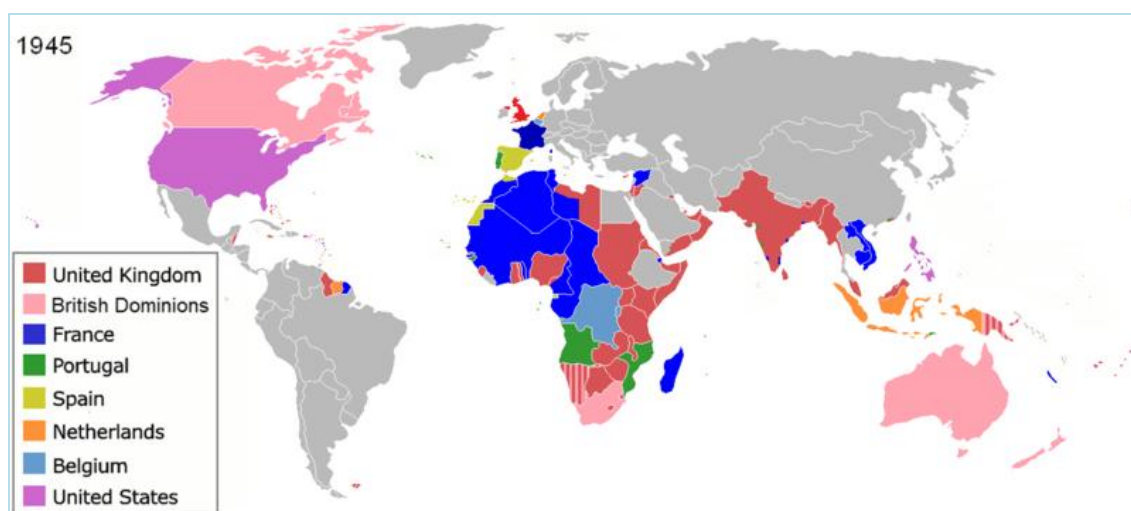 1945
United Kingdom
British Dominions
France
Portugal
Spain
Netherlands
Belgium
United States